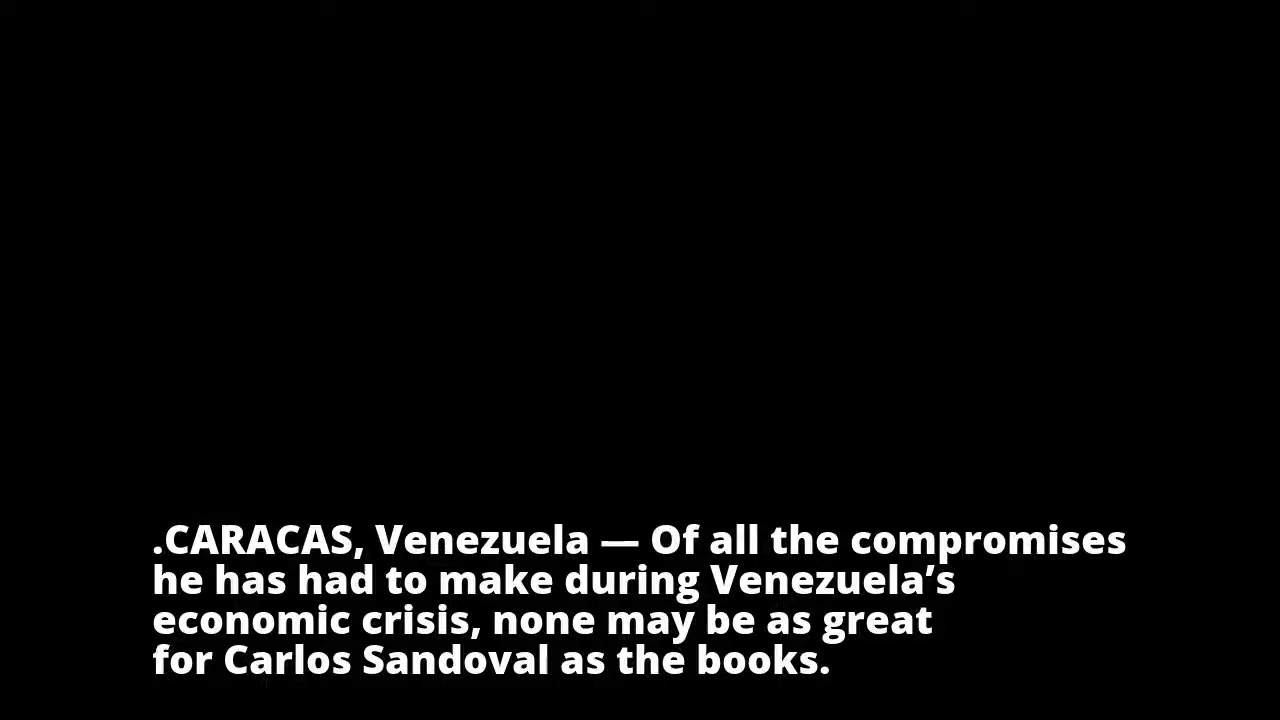 .CARACAS, Venezuela — Of all the compromises
he has had to make during Venezuela’s
economic crisis, none may be as great
for Carlos Sandoval as the books.